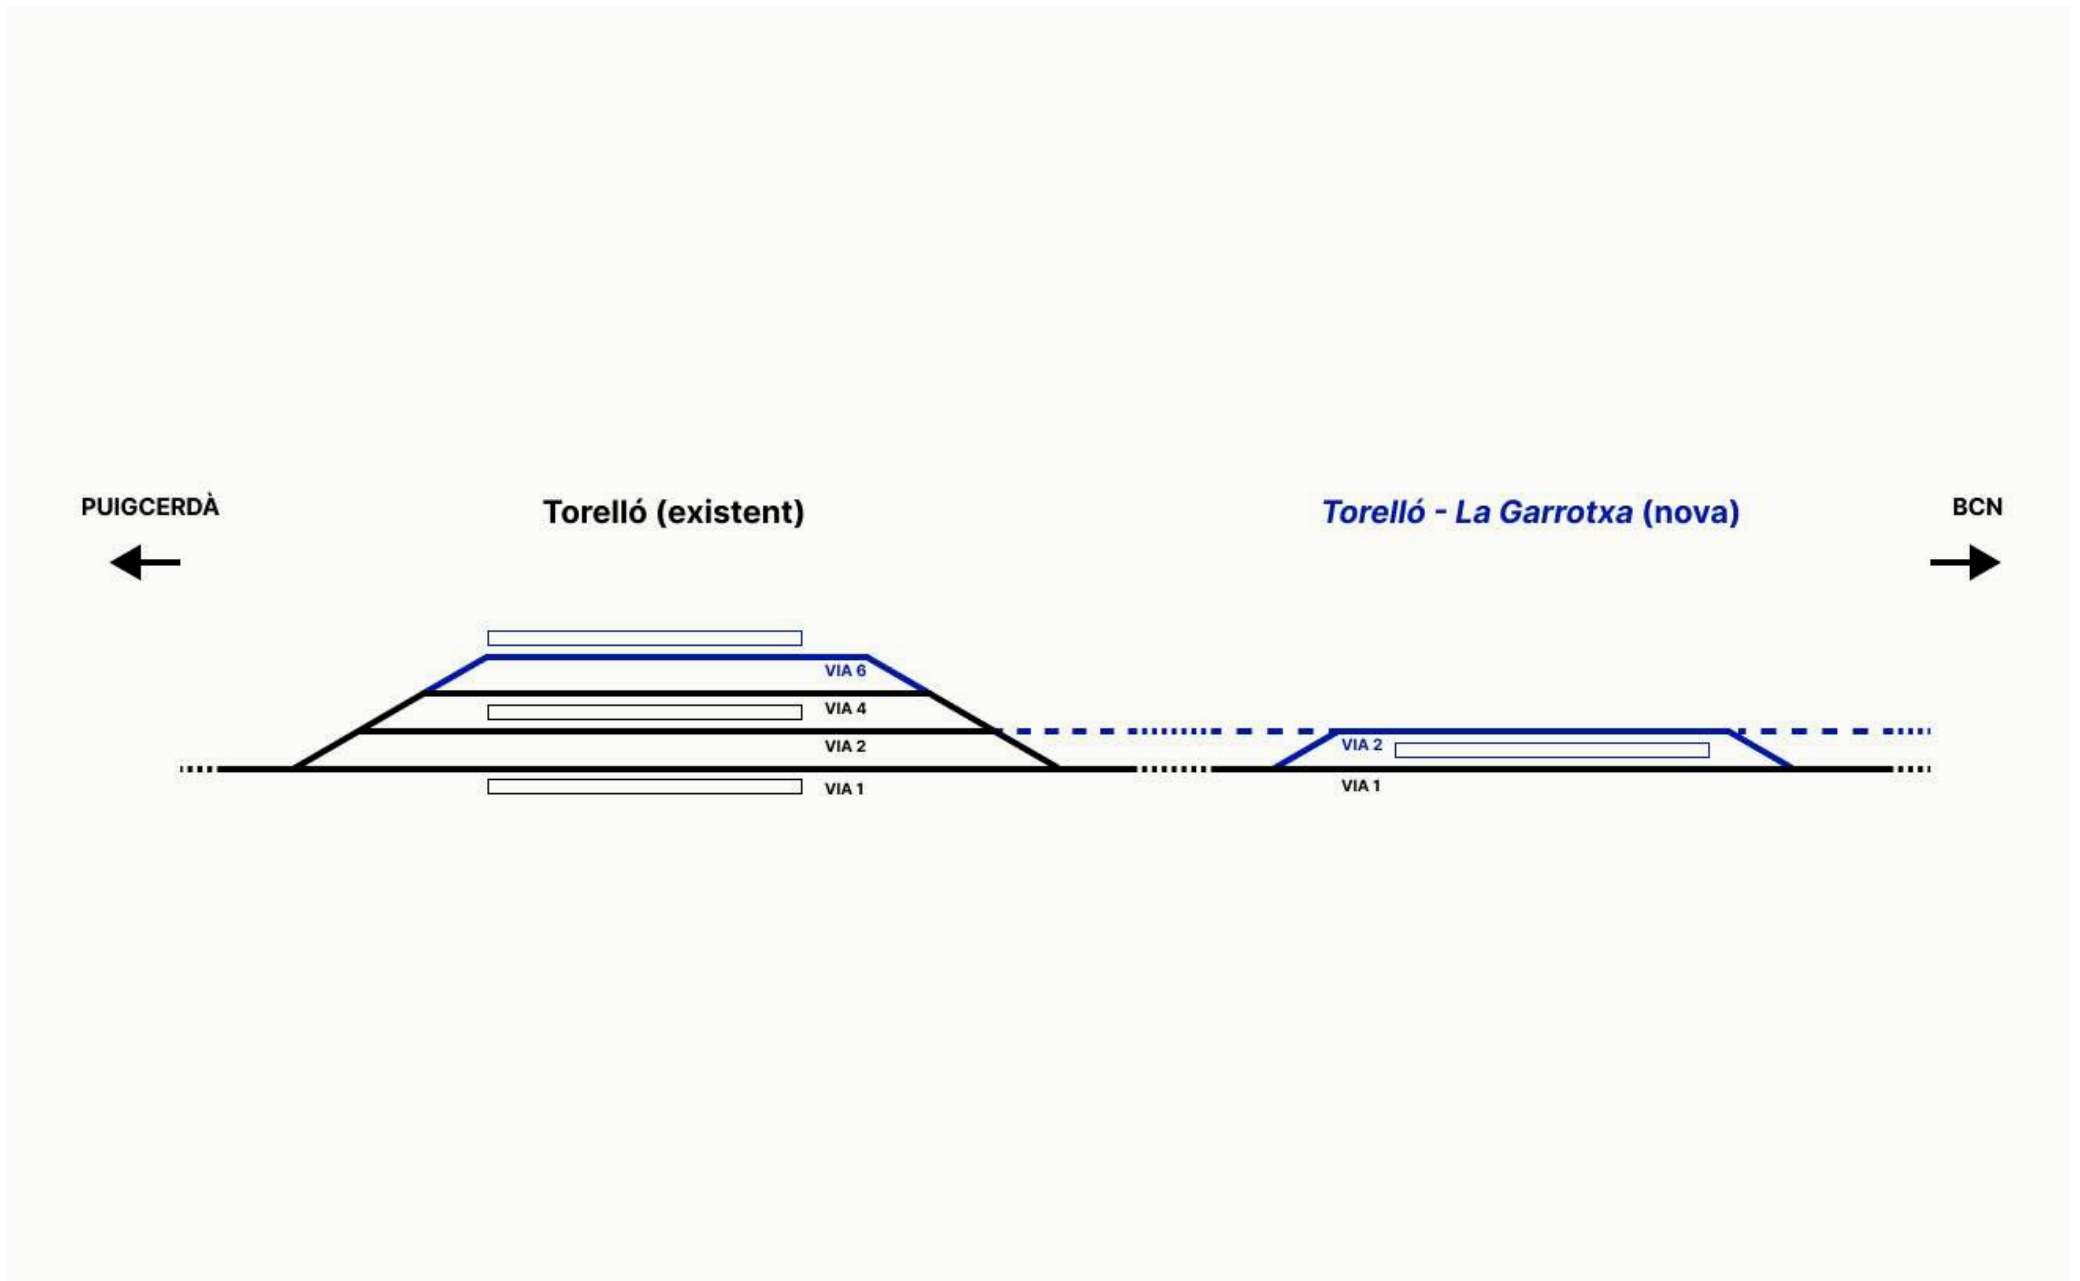 PUIGCERDÀ
Torelló (existent)
Torelló - La Garrotxa (nova)
BCN
VIA 6
VIA 4
VIA 2
VIA 1
VIA 2
VIA 1